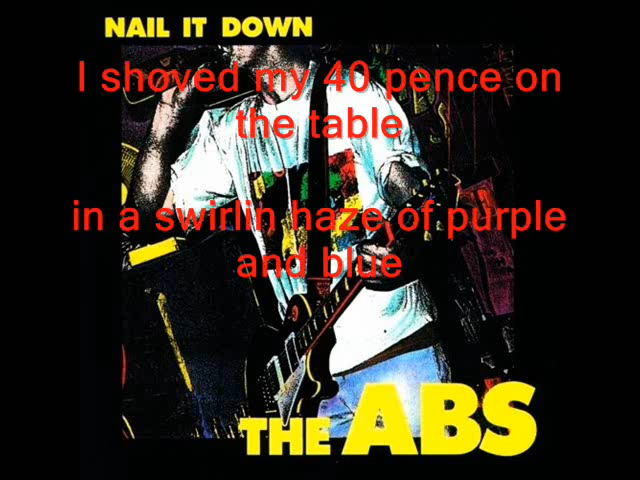 NAIL IT DOWN
I shoved my 40 pence on
the table
in a swirlin haze of purple
and blue
THE ABS